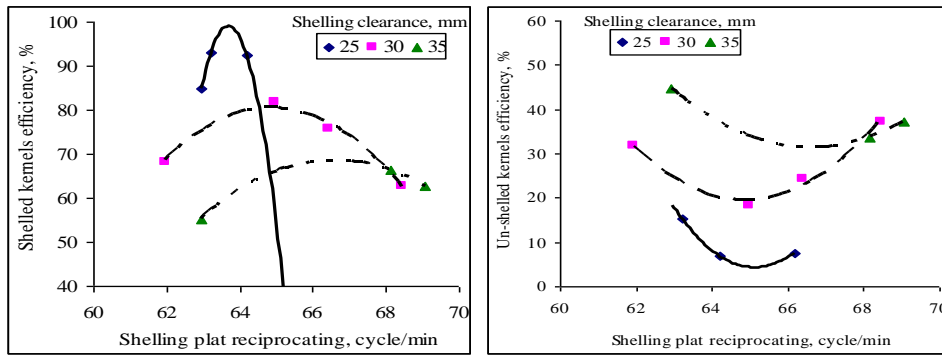 Shelling clearance, mm
25 30 35
100
90
80
70
60
50
40
Shelled kernels efficiency, %
60 62 64 66 68 70
Shelling plat reciprocating, cycle/min
Shelling clearance, mm
25 30 35
60
50
40
30
20
10
0
Un-shelled kernels efficiency, %
60 62 64 66 68 70
Shelling plat reciprocating, cycle/min